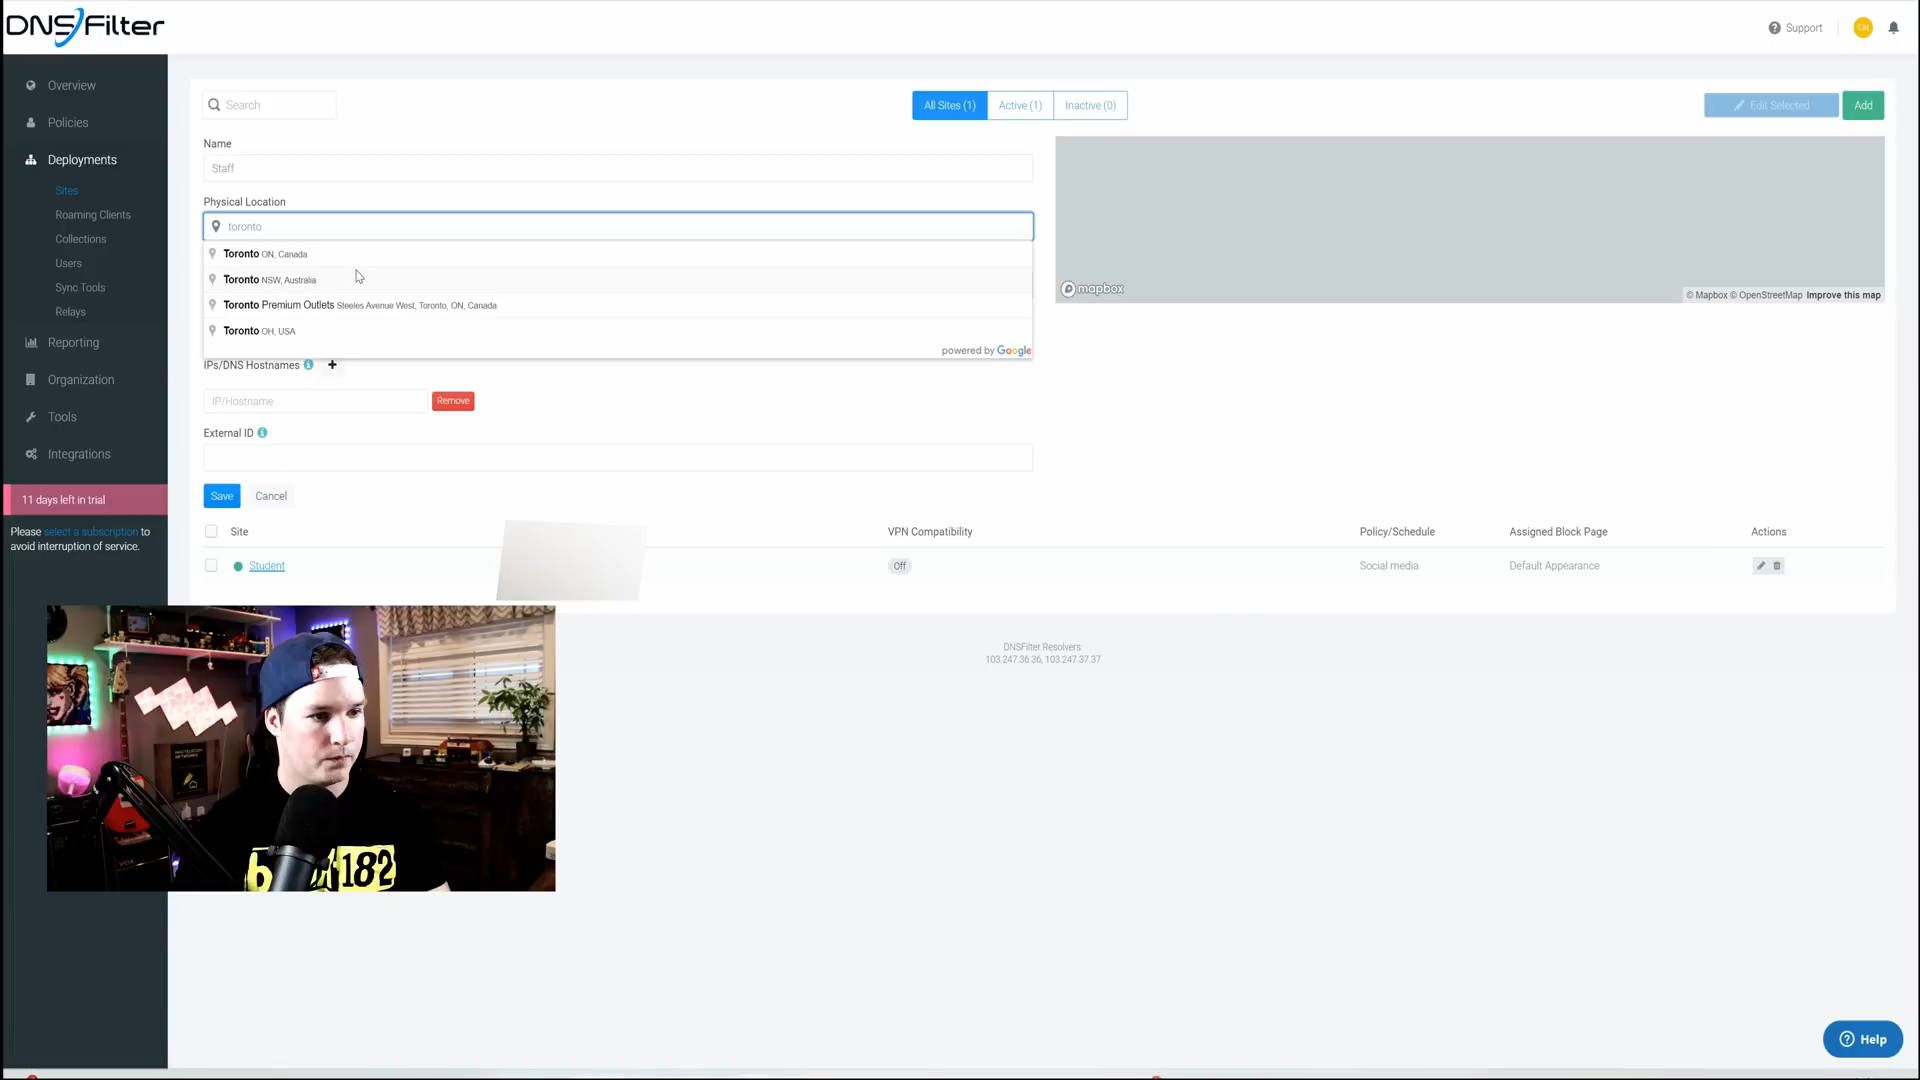 DNSFilter
Support
CM
Overview
Policies
Deployments
Sites
Roaming Clients
Collections
Users
Sync Tools
Relays
Reporting
Organization
Tools
Integrations
11 days left in trial
Please select a subscription to
avoid interruption of service.
Search
All Sites (1)
Active (1)
Inactive (0)
Edit Selected
Add
Name
Staff
Physical Location
toronto
Toronto ON, Canada
Toronto NSW, Australia
Toronto Premium Outlets Steeles Avenue West, Toronto, ON, Canada
Toronto OH, USA
powered by Google
mapbox
© Mapbox © OpenStreetMap Improve this map
IPs/DNS Hostnames
IP/Hostname
Remove
External ID
Save
Cancel
Site
VPN Compatibility
Policy/Schedule
Assigned Block Page
Actions
Student
Off
Social media
Default Appearance
DNSFilter Resolvers
103.247.36.36, 103.247.37.37
182
Help